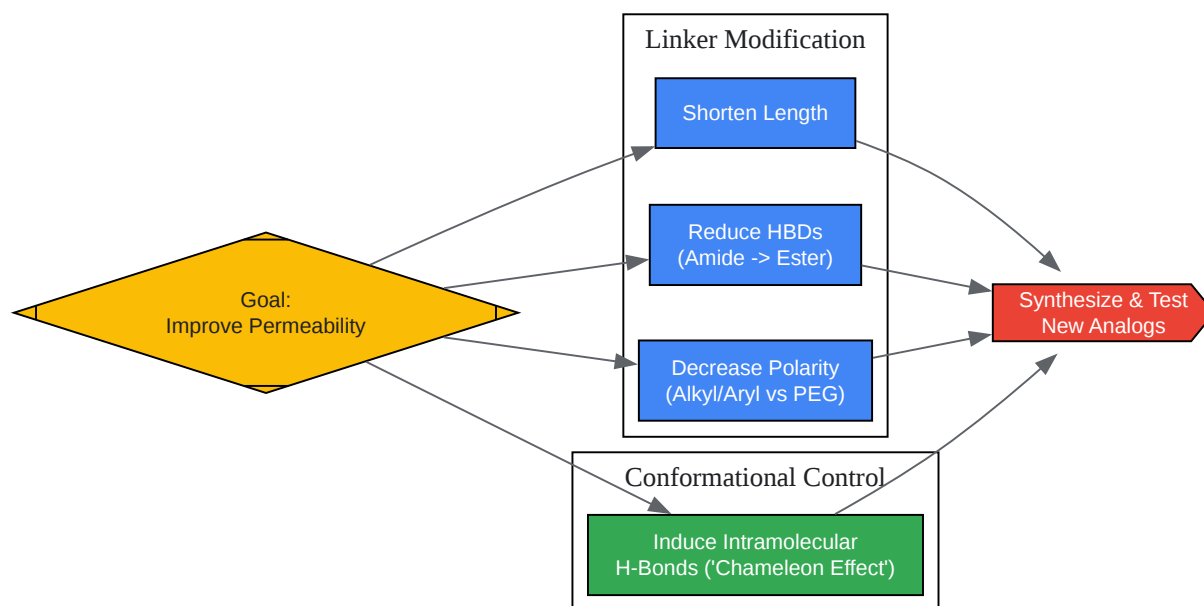 Linker Modification
Shorten Length
Reduce HBDs
(Amide -> Ester)
Decrease Polarity
(Alkyl/Aryl vs PEG)
Goal:
Improve Permeability
Synthesize & Test
New Analogs
Conformational Control
Induce Intramolecular
H-Bonds ('Chameleon Effect')